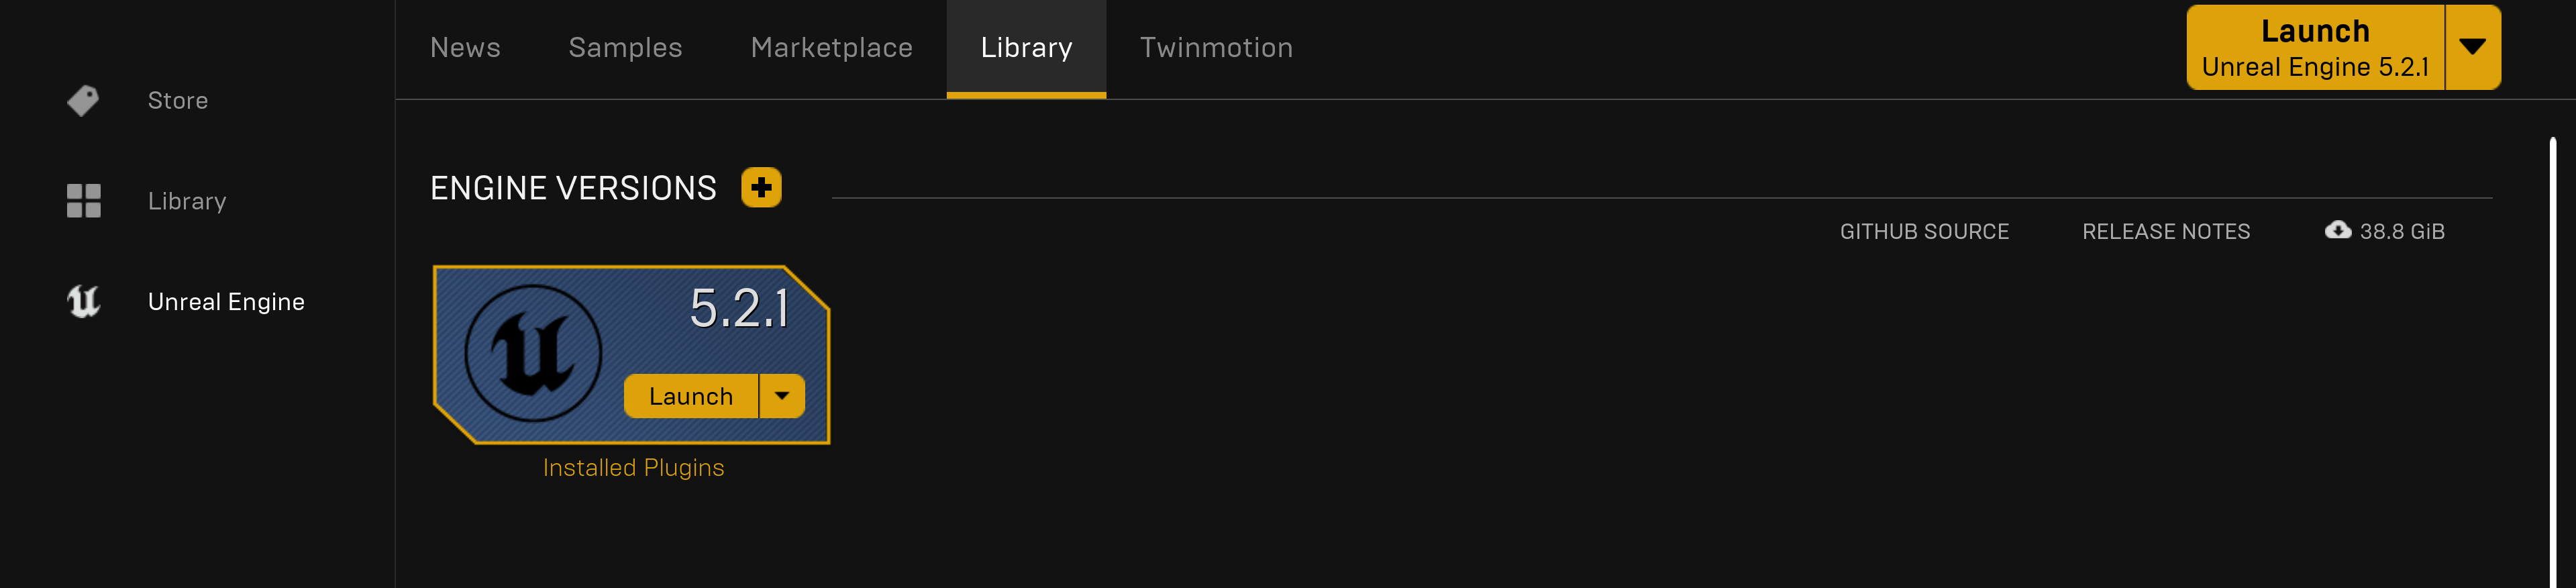 Store
Library
Unreal Engine
News
Samples
Marketplace
Library
Twinmotion
Launch
Unreal Engine 5.2.1
ENGINE VERSIONS
GITHUB SOURCE
RELEASE NOTES
38.8 GiB
5.2.1
Launch
Installed Plugins